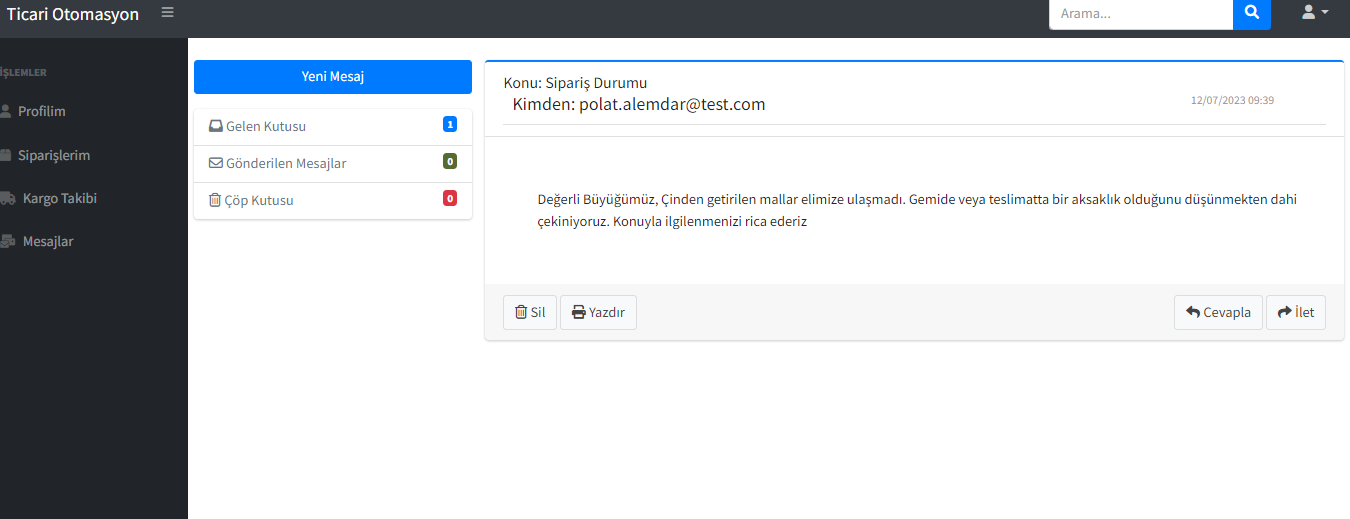 Ticari Otomasyon
Arama...
İŞLEMLER
Profilim
Siparişlerim
Kargo Takibi
Mesajlar
Yeni Mesaj
Gelen Kutusu 1
Gönderilen Mesajlar 0
Çöp Kutusu 0
Konu: Sipariş Durumu
Kimden: polat.alemdar@test.com
12/07/2023 09:39
Değerli Büyüğümüz, Çinden getirilen mallar elimize ulaşmadı. Gemide veya teslimatta bir aksaklık olduğunu düşünmekten dahi
çekiniyoruz. Konuyla ilgilenmenizi rica ederiz
Sil Yazdır Cevapla İlet